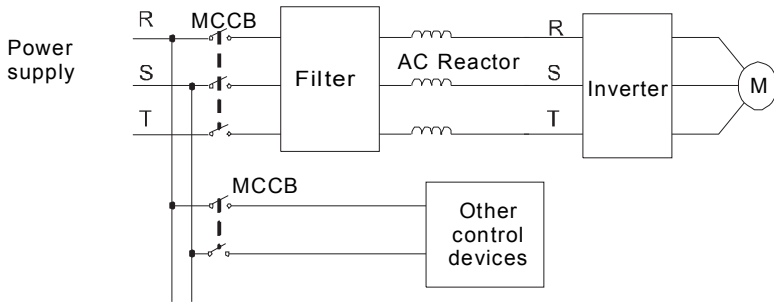 R
MCCB
Power
supply
S
T
Filter
AC Reactor
R
S
T
Inverter
M
MCCB
Other
control
devices